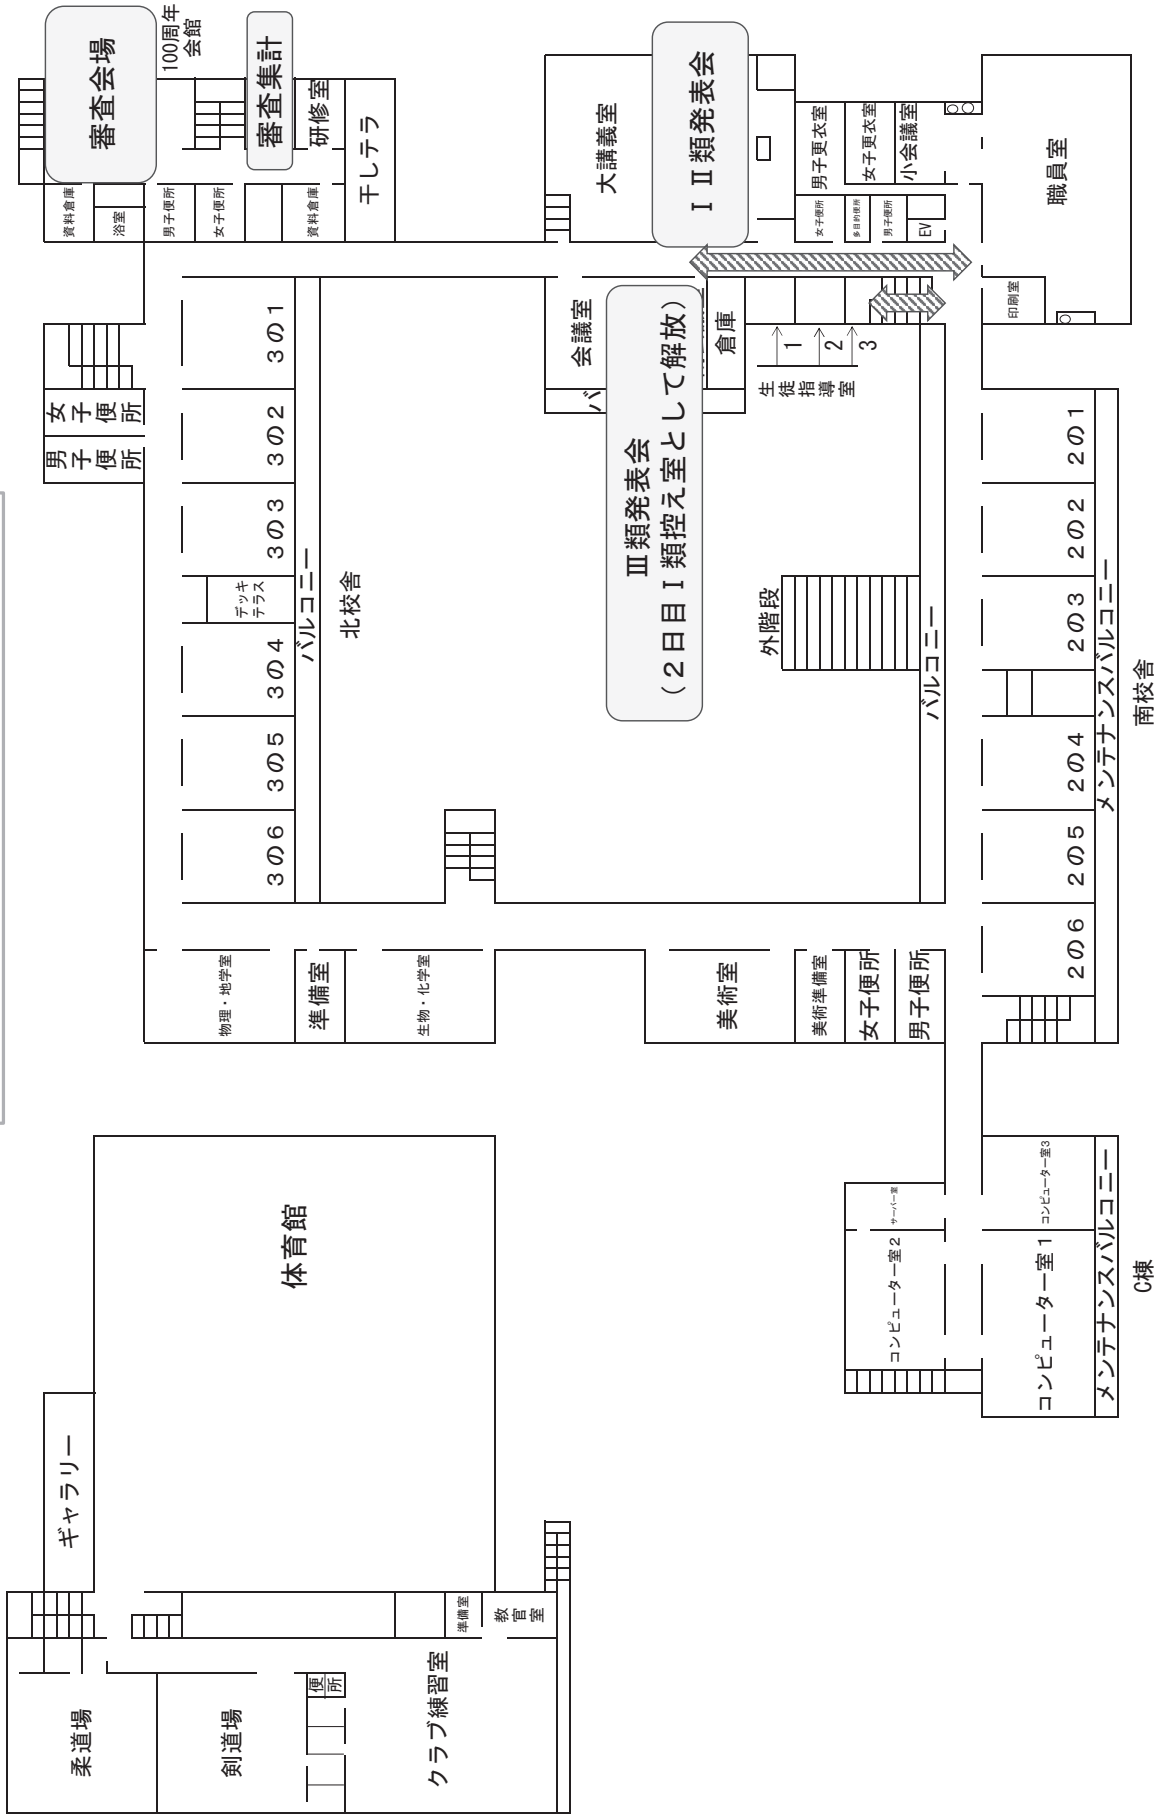 審査会場
100周年
会館
審査集計
研修室
干しテラ
資料倉庫
浴室
男子便所
女子便所
資料倉庫
大講義室
Ⅰ Ⅱ 類発表会
男子更衣室
女子更衣室
小会議室
女子便所
多目的便所
男子便所
EV
職員室
印刷室
女子便所
男子便所
3の1
3の2
3の3
デッキ
テラス
3の4
3の5
3の6
バルコニー
北校舎
会議室
バ
倉庫
Ⅲ類発表会
（２日目Ⅰ類控え室として解放）
1
2
3
生徒指導室
外階段
バルコニー
2の1
2の2
2の3
2の4
2の5
2の6
メンテナンスバルコニー
南校舎
物理・地学室
準備室
生物・化学室
美術室
美術準備室
女子便所
男子便所
体育館
ギャラリー
サーバー室
コンピューター室2
コンピューター室3
コンピューター室1
メンテナンスバルコニー
C棟
柔道場
剣道場
便所
クラブ練習室
準備室
教官室